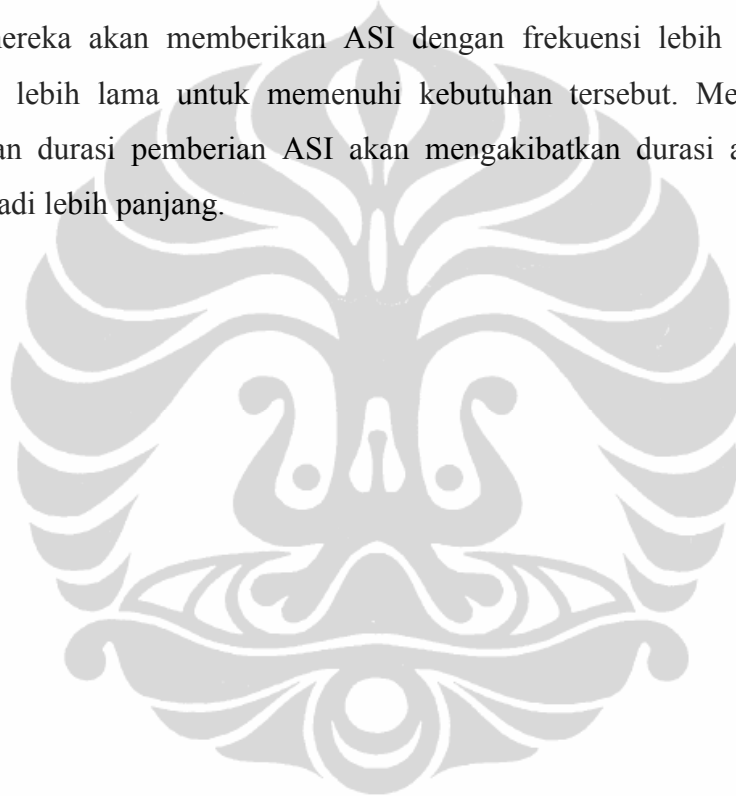 mereka akan memberikan ASI dengan frekuensi lebih
lebih lama untuk memenuhi kebutuhan tersebut. Me
an durasi pemberian ASI akan mengakibatkan durasi a
adi lebih panjang.